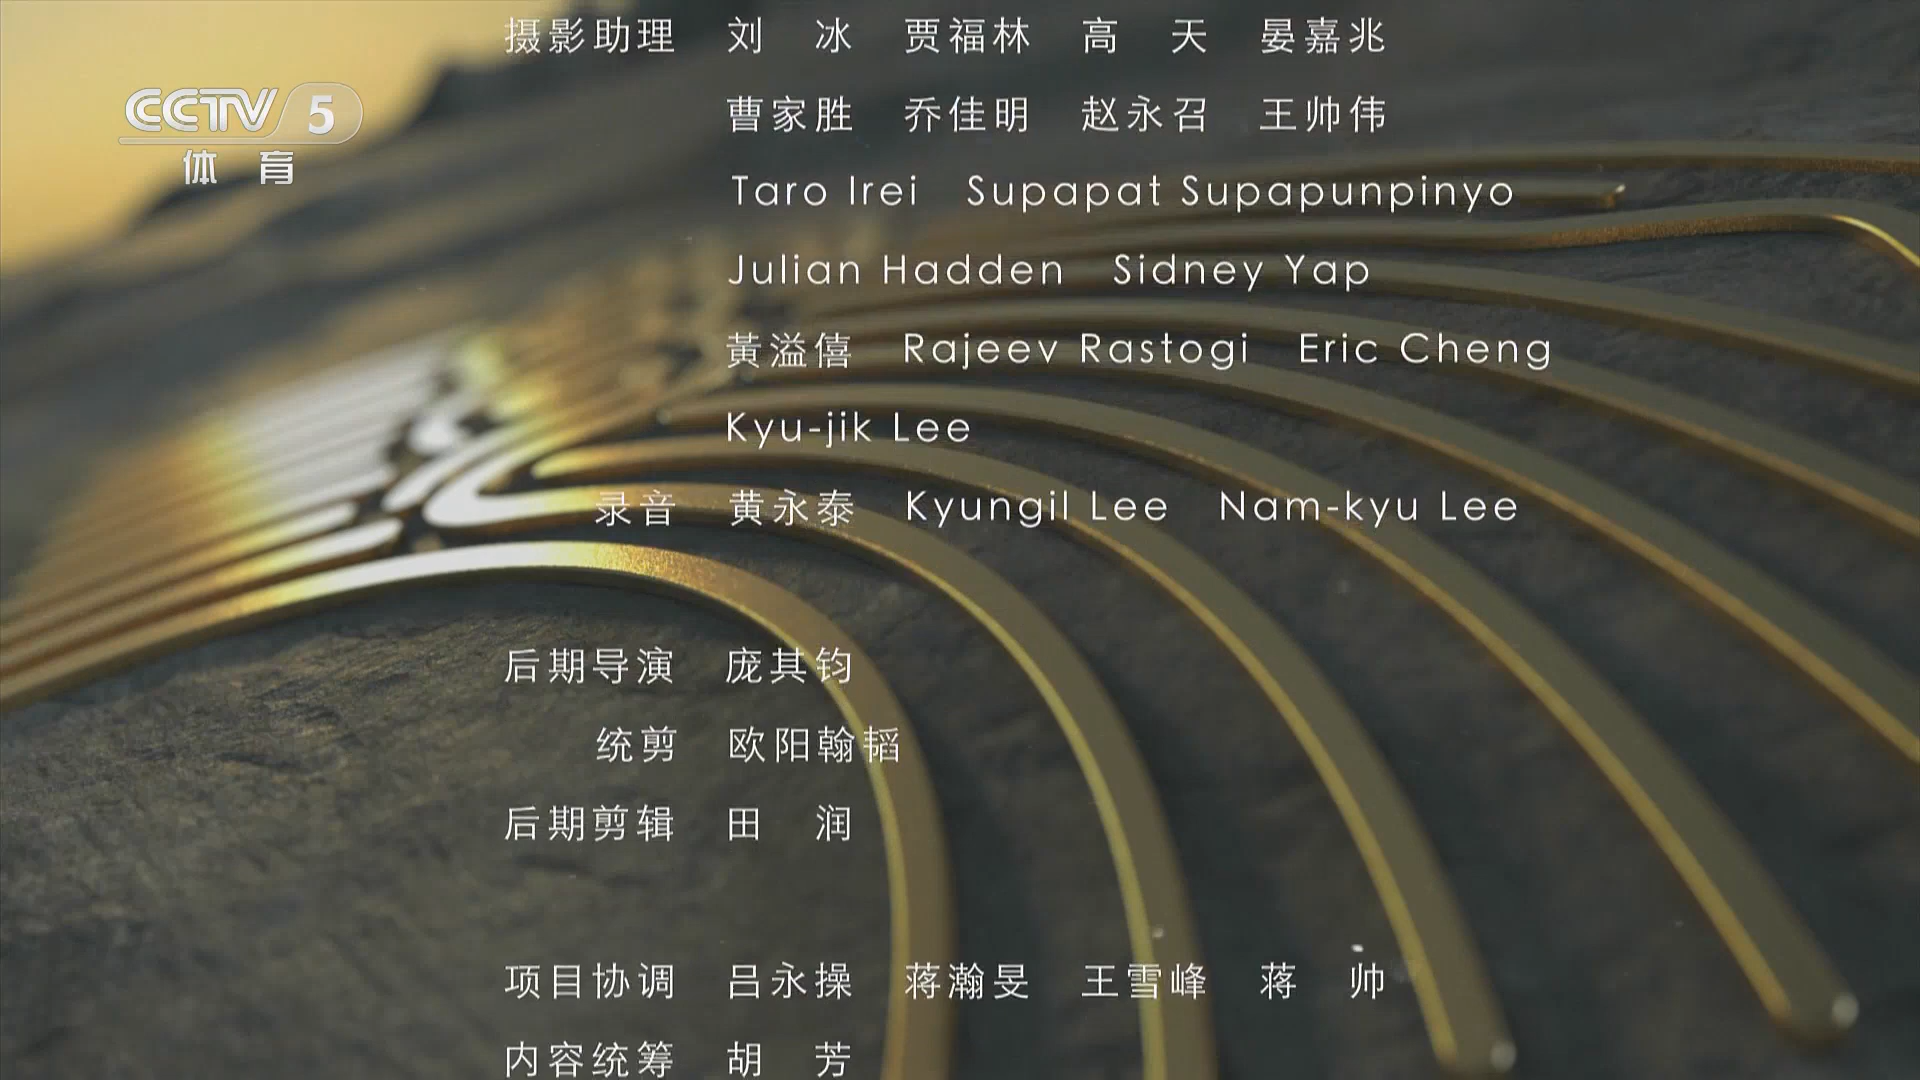 摄影助理 刘 冰 贾福林 高 天 晏嘉兆
CCTV 5
体 育
曹家胜 乔佳明 赵永召 王帅伟
Taro Irei Supapat Supapunpinyo
Julian Hadden Sidney Yap
黃溢僖 Rajeev Rastogi Eric Cheng
Kyu-jik Lee
录音 黄永泰 Kyungil Lee Nam-kyu Lee
后期导演 庞其钧
统剪 欧阳翰韬
后期剪辑 田 润
项目协调 吕永操 蒋瀚旻 王雪峰 蒋 帅
内容统筹 胡 芳